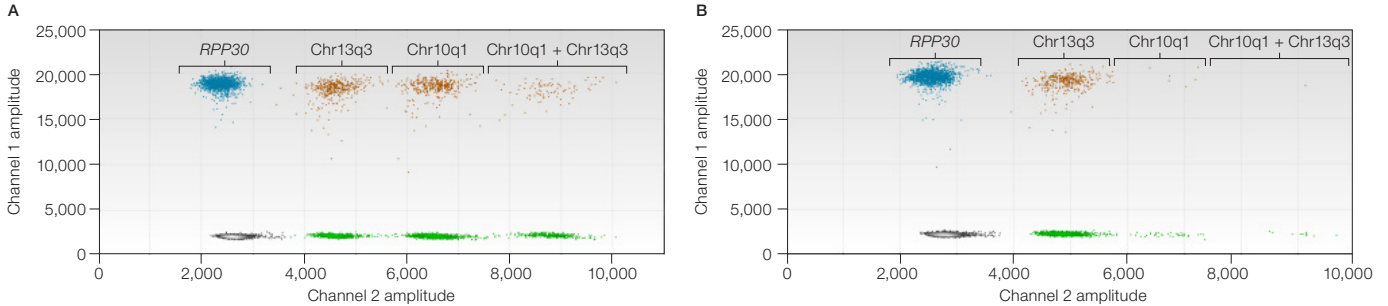 A
RPP30 Chr13q3 Chr10q1 Chr10q1 + Chr13q3
25,000
20,000
15,000
10,000
5,000
0
Channel 1 amplitude
0 2,000 4,000 6,000 8,000 10,000
Channel 2 amplitude
B
RPP30 Chr13q3 Chr10q1 Chr10q1 + Chr13q3
25,000
20,000
15,000
10,000
5,000
0
Channel 1 amplitude
0 2,000 4,000 6,000 8,000 10,000
Channel 2 amplitude